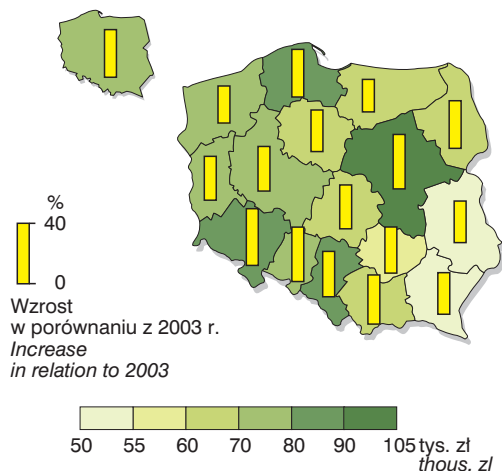 %
40
0
Wzrost
w porównaniu z 2003 r.
Increase
in relation to 2003
50 55 60 70 80 90 105 tys. zł
thous. zl